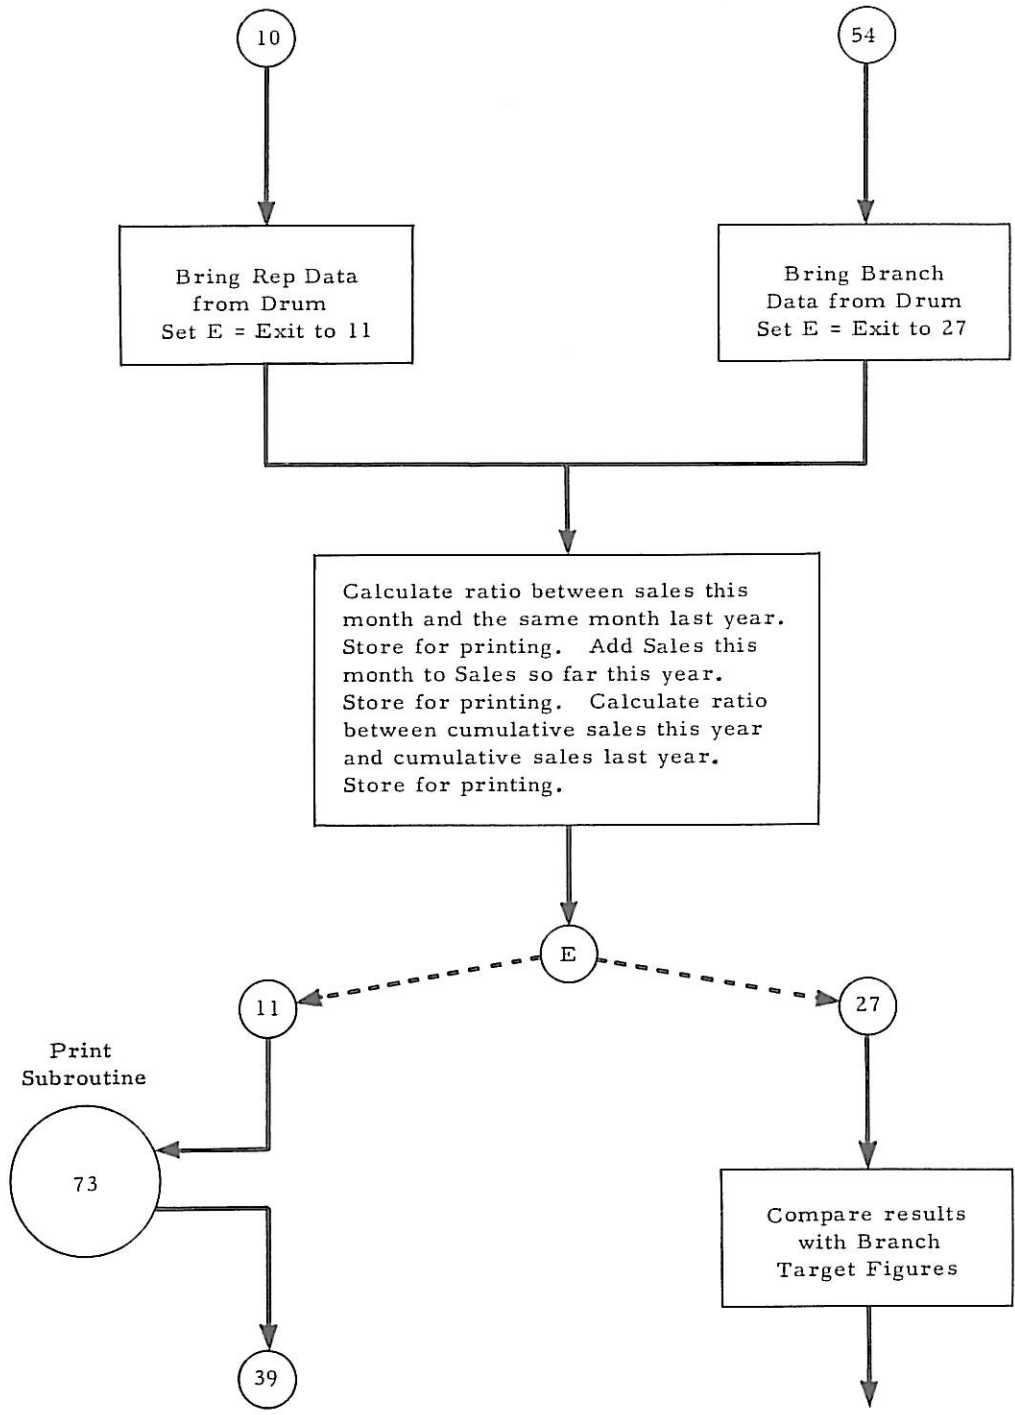 10
54
Bring Rep Data
from Drum
Set E = Exit to 11
Bring Branch
Data from Drum
Set E = Exit to 27
Calculate ratio between sales this
month and the same month last year.
Store for printing. Add Sales this
month to Sales so far this year.
Store for printing. Calculate ratio
between cumulative sales this year
and cumulative sales last year.
Store for printing.
E
11
27
Print
Subroutine
73
Compare results
with Branch
Target Figures
39